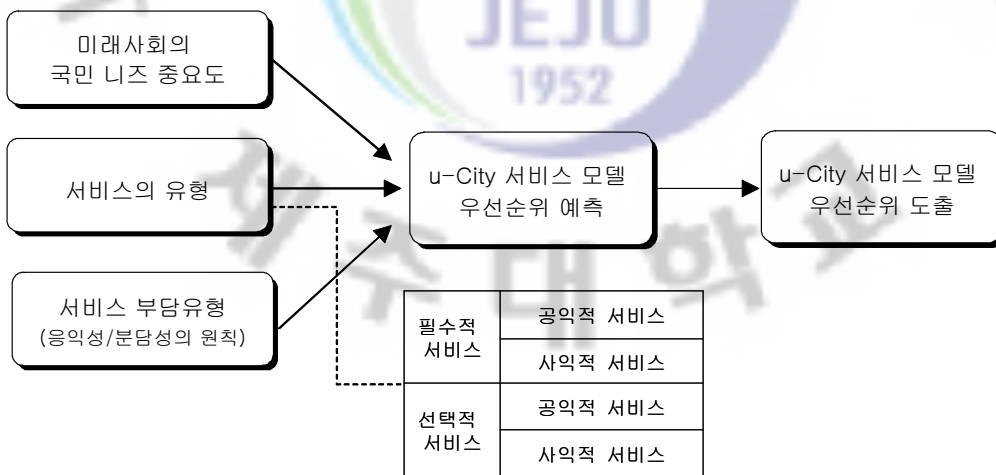 JEJU
1952
제주대학교
미래사회의
국민 니즈 중요도
서비스의 유형
서비스 부담유형
(응익성/분담성의 원칙)
u-City 서비스 모델
우선순위 예측
u-City 서비스 모델
우선순위 도출
필수적
서비스
공익적 서비스
사익적 서비스
선택적
서비스
공익적 서비스
사익적 서비스